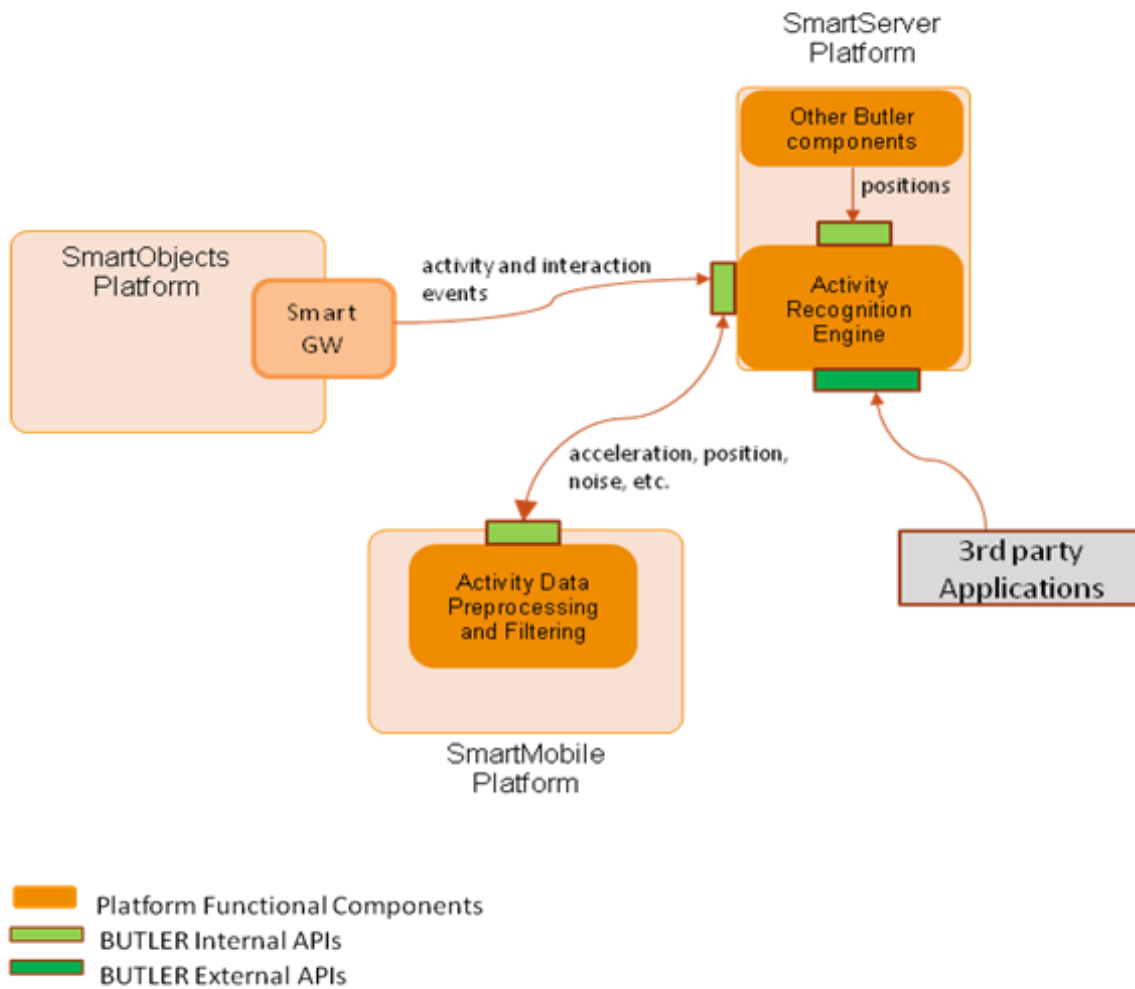 SmartServer
Platform
Other Butler
components
positions
SmartObjects
Platform
Smart
GW
activity and interaction
events
Activity
Recognition
Engine
acceleration, position,
noise, etc.
Activity Data
Preprocessing
and Filtering
3rd party
Applications
SmartMobile
Platform
Platform Functional Components
BUTLER Internal APIs
BUTLER External APIs